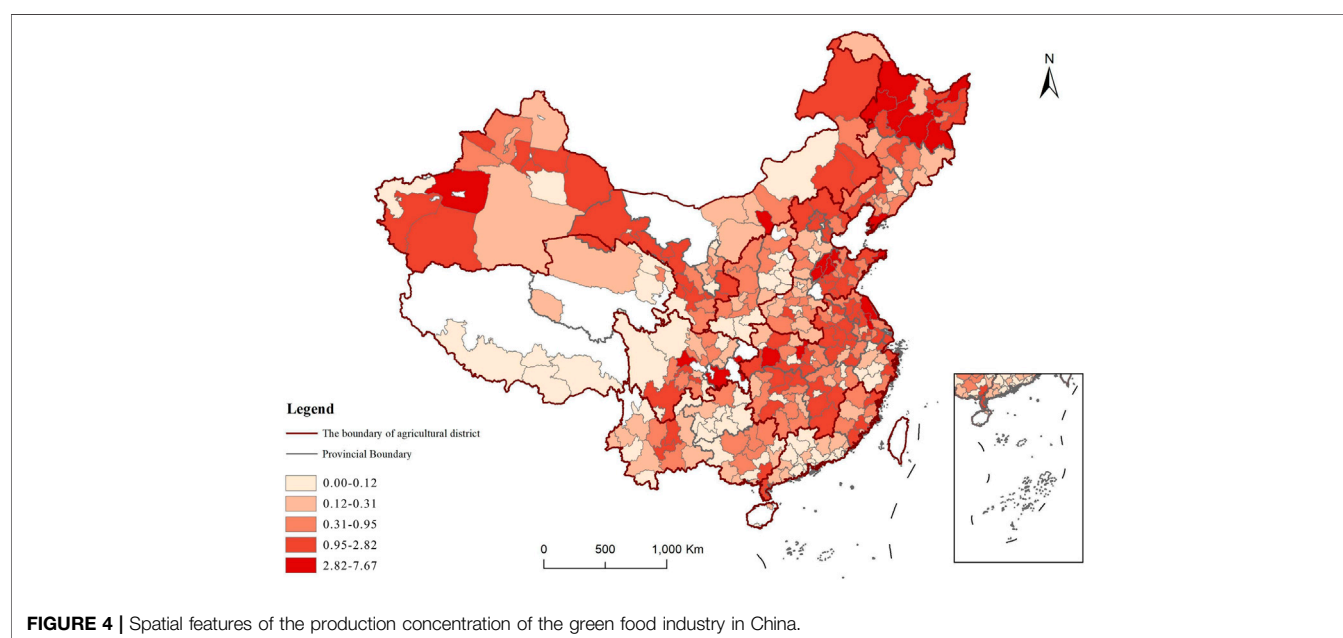 N
Legend
The boundary of agricultural district
Provincial Boundary
0.00-0.12
0.12-0.31
0.31-0.95
0.95-2.82
2.82-7.67
0 500 1,000 Km
FIGURE 4 | Spatial features of the production concentration of the green food industry in China.